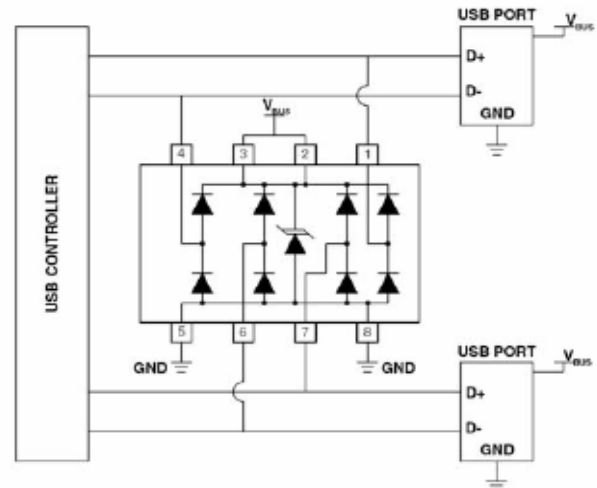 USB PORT
VBUS
D+
D-
GND
VBUS
4
3
2
1
USB CONTROLLER
5
6
7
8
GND
GND
USB PORT
VBUS
D+
D-
GND